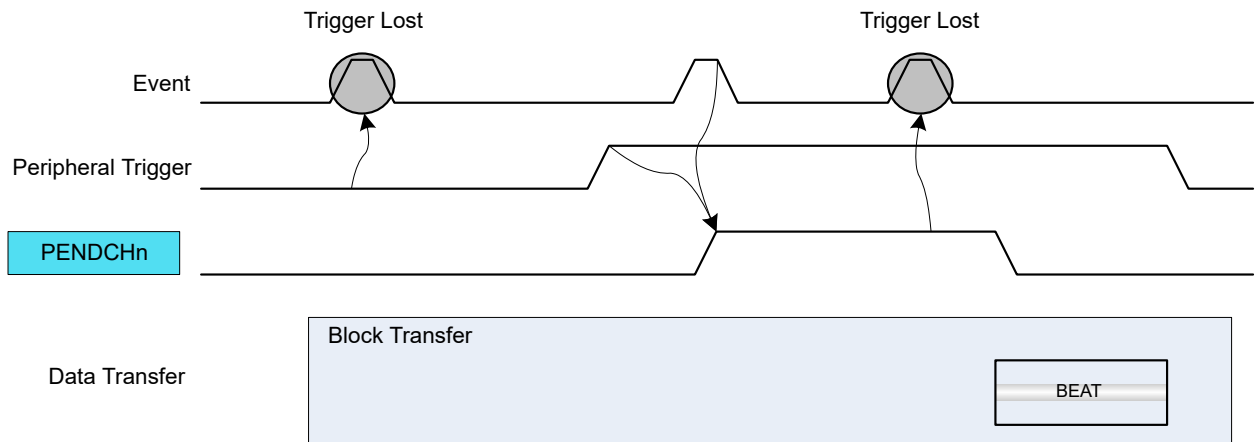 Trigger Lost
Trigger Lost
Event
Peripheral Trigger
PENDCHn
Block Transfer
Data Transfer
BEAT